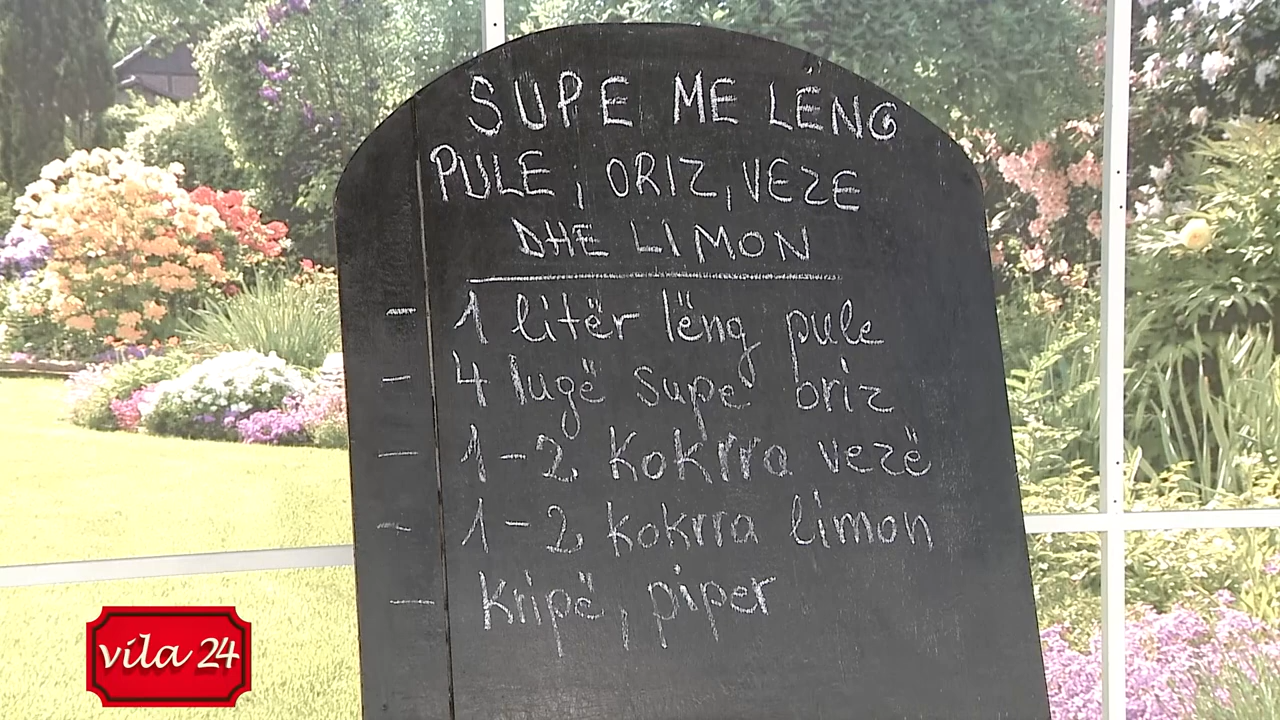 SUPE ME LËNG
PULE, ORIZ, VEZE
DHE LIMON
- 1 litër lëng pule
- 4 lugë supe oriz
- 1-2 kokrra vezë
- 1-2 kokrra limon
- kripë, piper
vila 24